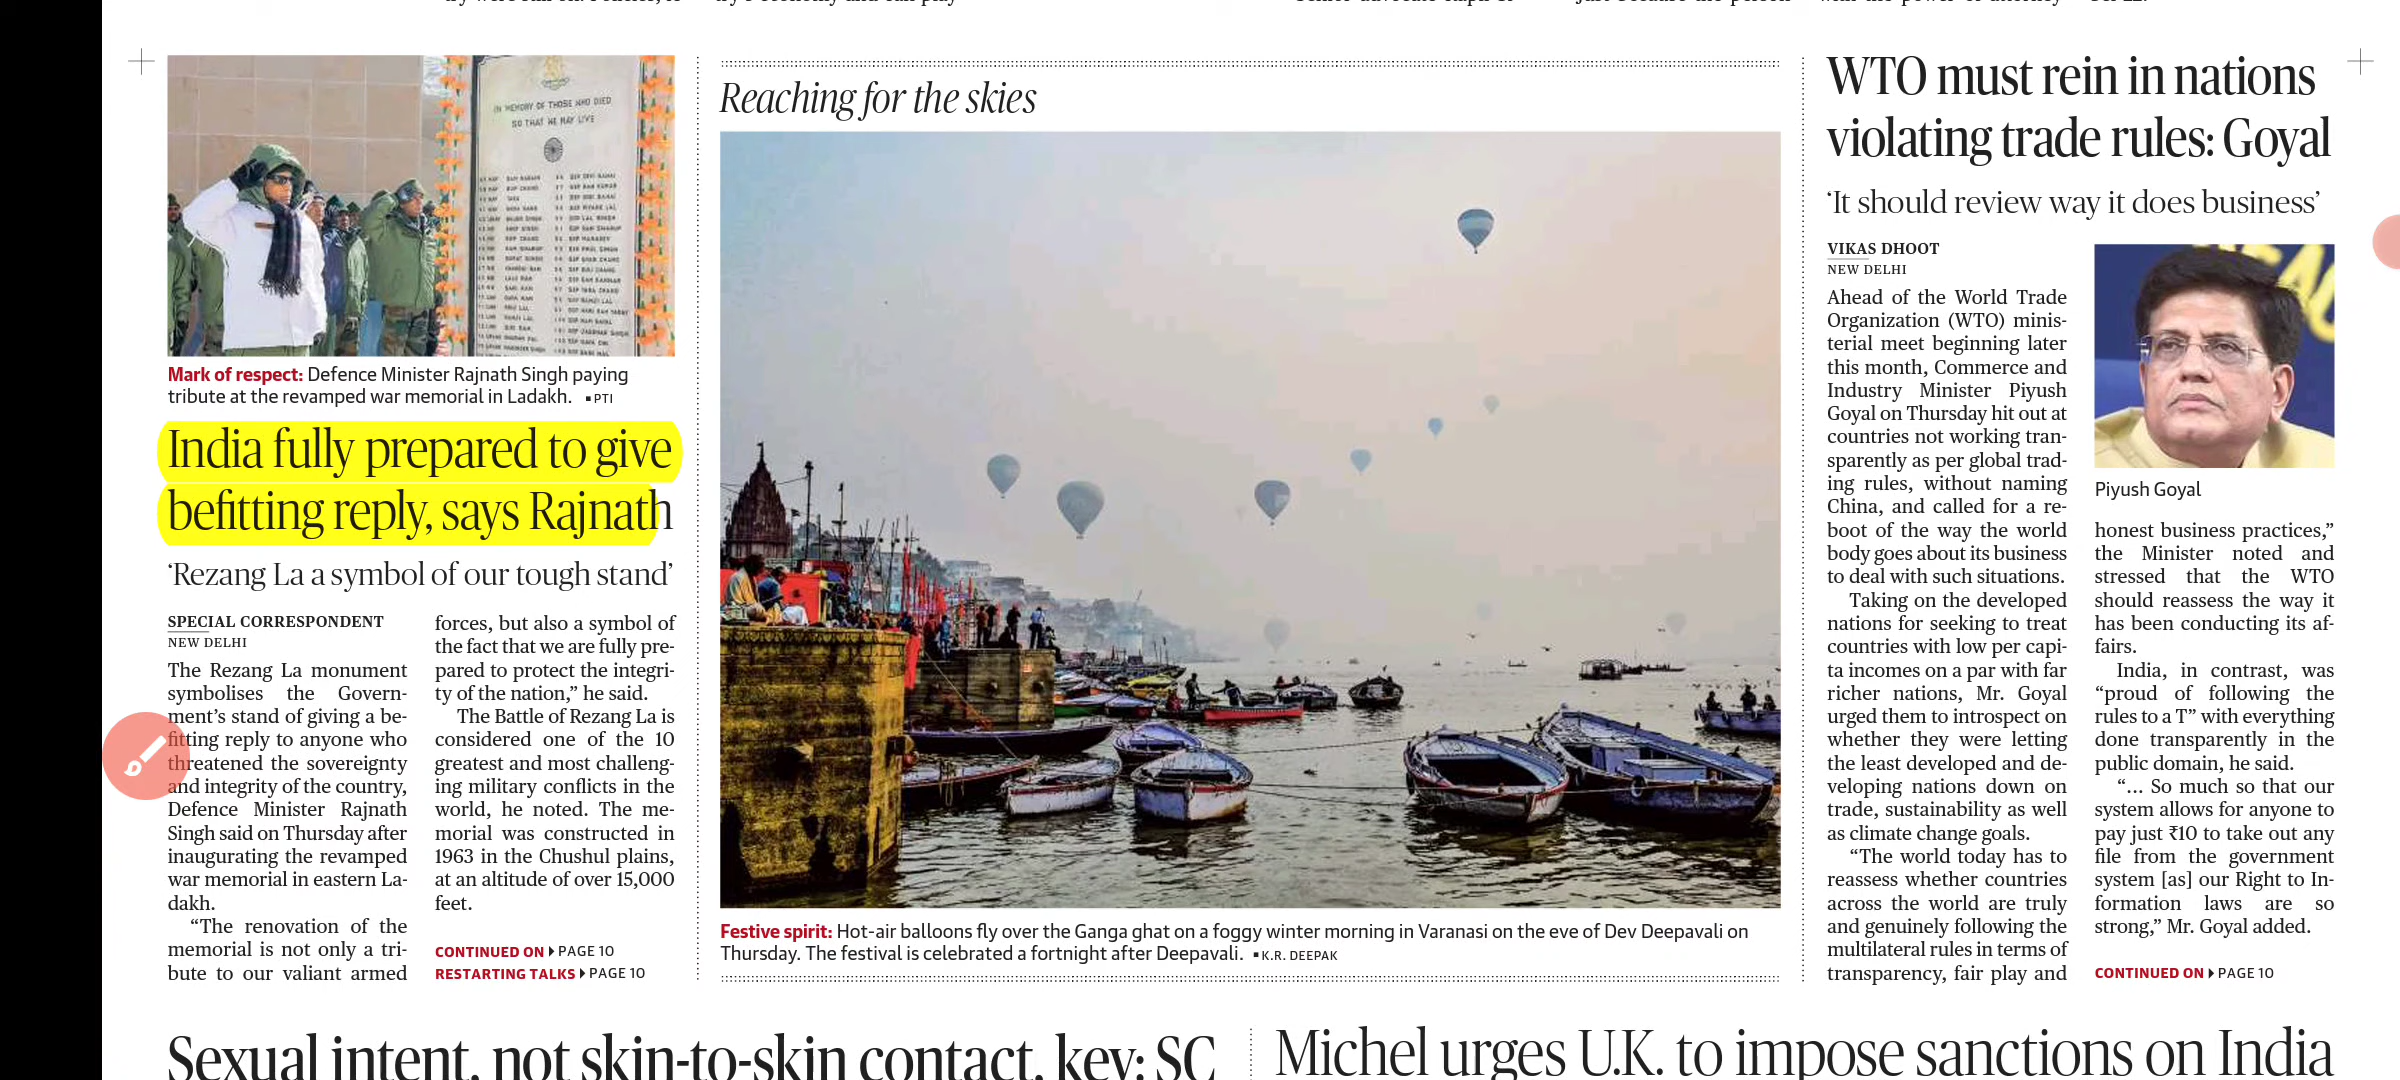 IN MEMORY OF THOSE WHO DIED
SO THAT WE MAY LIVE
Mark of respect: Defence Minister Rajnath Singh paying
tribute at the revamped war memorial in Ladakh. ▪ PTI
India fully prepared to give
befitting reply, says Rajnath
‘Rezang La a symbol of our tough stand’
SPECIAL CORRESPONDENT
NEW DELHI
The Rezang La monument
symbolises the Govern-
ment’s stand of giving a be-
fitting reply to anyone who
threatened the sovereignty
and integrity of the country,
Defence Minister Rajnath
Singh said on Thursday after
inaugurating the revamped
war memorial in eastern La-
dakh.
“The renovation of the
memorial is not only a tri-
bute to our valiant armed
forces, but also a symbol of
the fact that we are fully pre-
pared to protect the integri-
ty of the nation,” he said.
The Battle of Rezang La is
considered one of the 10
greatest and most challeng-
ing military conflicts in the
world, he noted. The me-
morial was constructed in
1963 in the Chushul plains,
at an altitude of over 15,000
feet.
CONTINUED ON ▸ PAGE 10
RESTARTING TALKS ▸ PAGE 10
Reaching for the skies
Festive spirit: Hot-air balloons fly over the Ganga ghat on a foggy winter morning in Varanasi on the eve of Dev Deepavali on
Thursday. The festival is celebrated a fortnight after Deepavali. ▪ K.R. DEEPAK
WTO must rein in nations
violating trade rules: Goyal
‘It should review way it does business’
VIKAS DHOOT
NEW DELHI
Ahead of the World Trade
Organization (WTO) minis-
terial meet beginning later
this month, Commerce and
Industry Minister Piyush
Goyal on Thursday hit out at
countries not working tran-
sparently as per global trad-
ing rules, without naming
China, and called for a re-
boot of the way the world
body goes about its business
to deal with such situations.
Taking on the developed
nations for seeking to treat
countries with low per capi-
ta incomes on a par with far
richer nations, Mr. Goyal
urged them to introspect on
whether they were letting
the least developed and de-
veloping nations down on
trade, sustainability as well
as climate change goals.
“The world today has to
reassess whether countries
across the world are truly
and genuinely following the
multilateral rules in terms of
transparency, fair play and
Piyush Goyal
honest business practices,”
the Minister noted and
stressed that the WTO
should reassess the way it
has been conducting its af-
fairs.
India, in contrast, was
“proud of following the
rules to a T” with everything
done transparently in the
public domain, he said.
“... So much so that our
system allows for anyone to
pay just ₹10 to take out any
file from the government
system [as] our Right to In-
formation laws are so
strong,” Mr. Goyal added.
CONTINUED ON ▸ PAGE 10
Sexual intent, not skin-to-skin contact, key: SC
Michel urges U.K. to impose sanctions on India